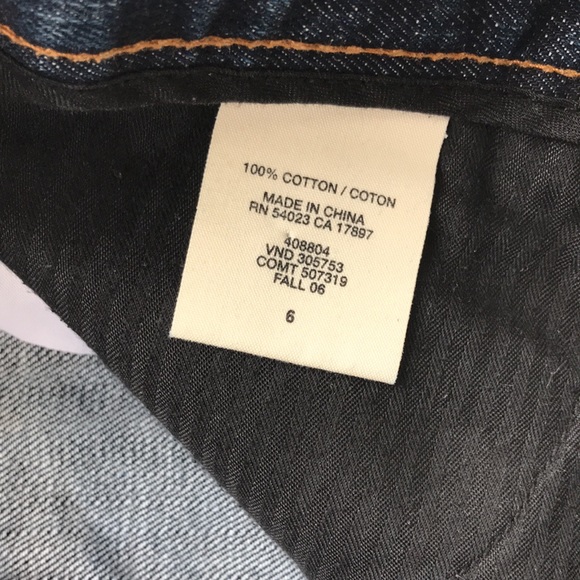 100% COTTON / COTON
MADE IN CHINA
RN 54023 CA 17897
408804
VND 305753
COMT 507319
FALL 06
6